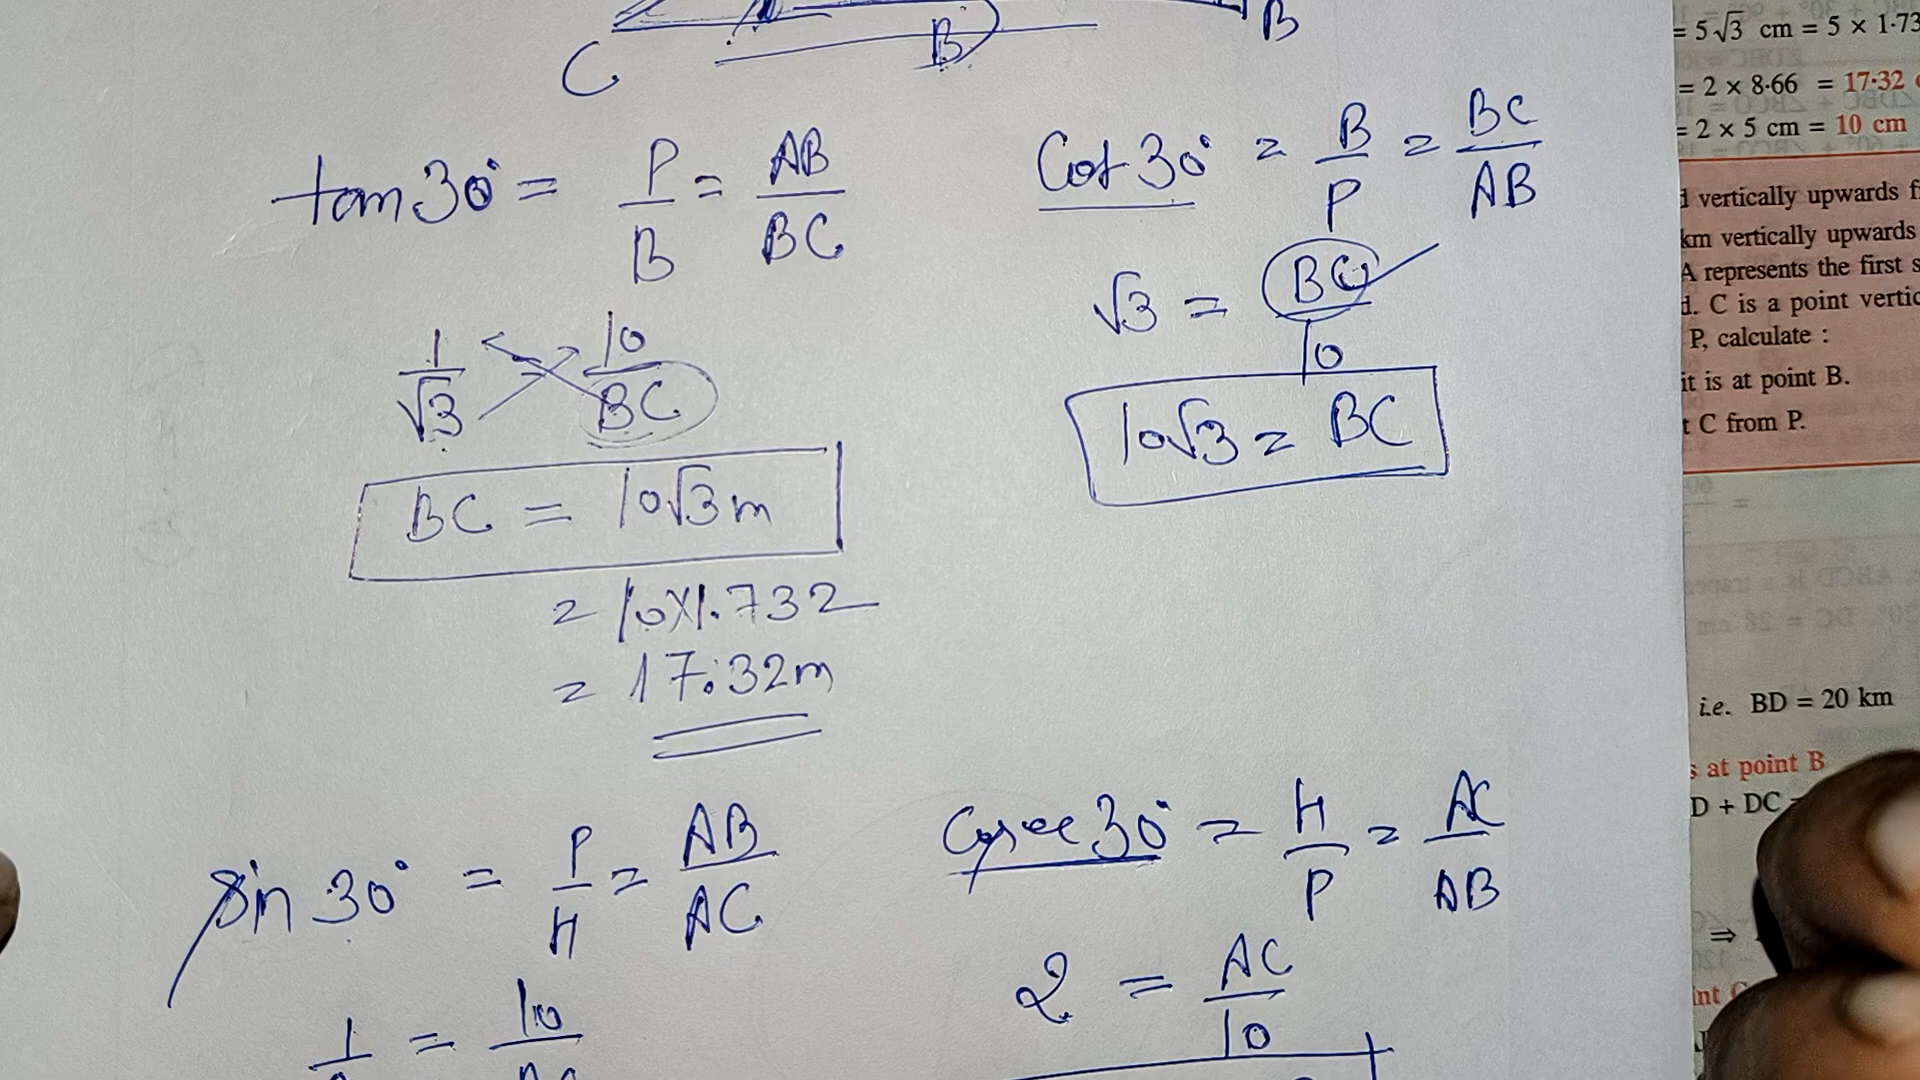 C B B
tan 30° = P/B = AB/BC
1/√3 = 10/BC
BC = 10√3 m
= 10×1.732
= 17.32m
Cot 30° = B/P = BC/AB
√3 = BC/10
10√3 = BC
sin 30° = P/H = AB/AC
Cosec 30° = H/P = AC/AB
2 = AC/10
= 5√3 cm = 5 × 1·73
= 2 × 8·66 = 17·32
= 2 × 5 cm = 10 cm
vertically upwards
km vertically upwards
A represents the first
C is a point
P, calculate :
it is at point B.
C from P.
i.e. BD = 20 km
at point B
D + DC
⇒